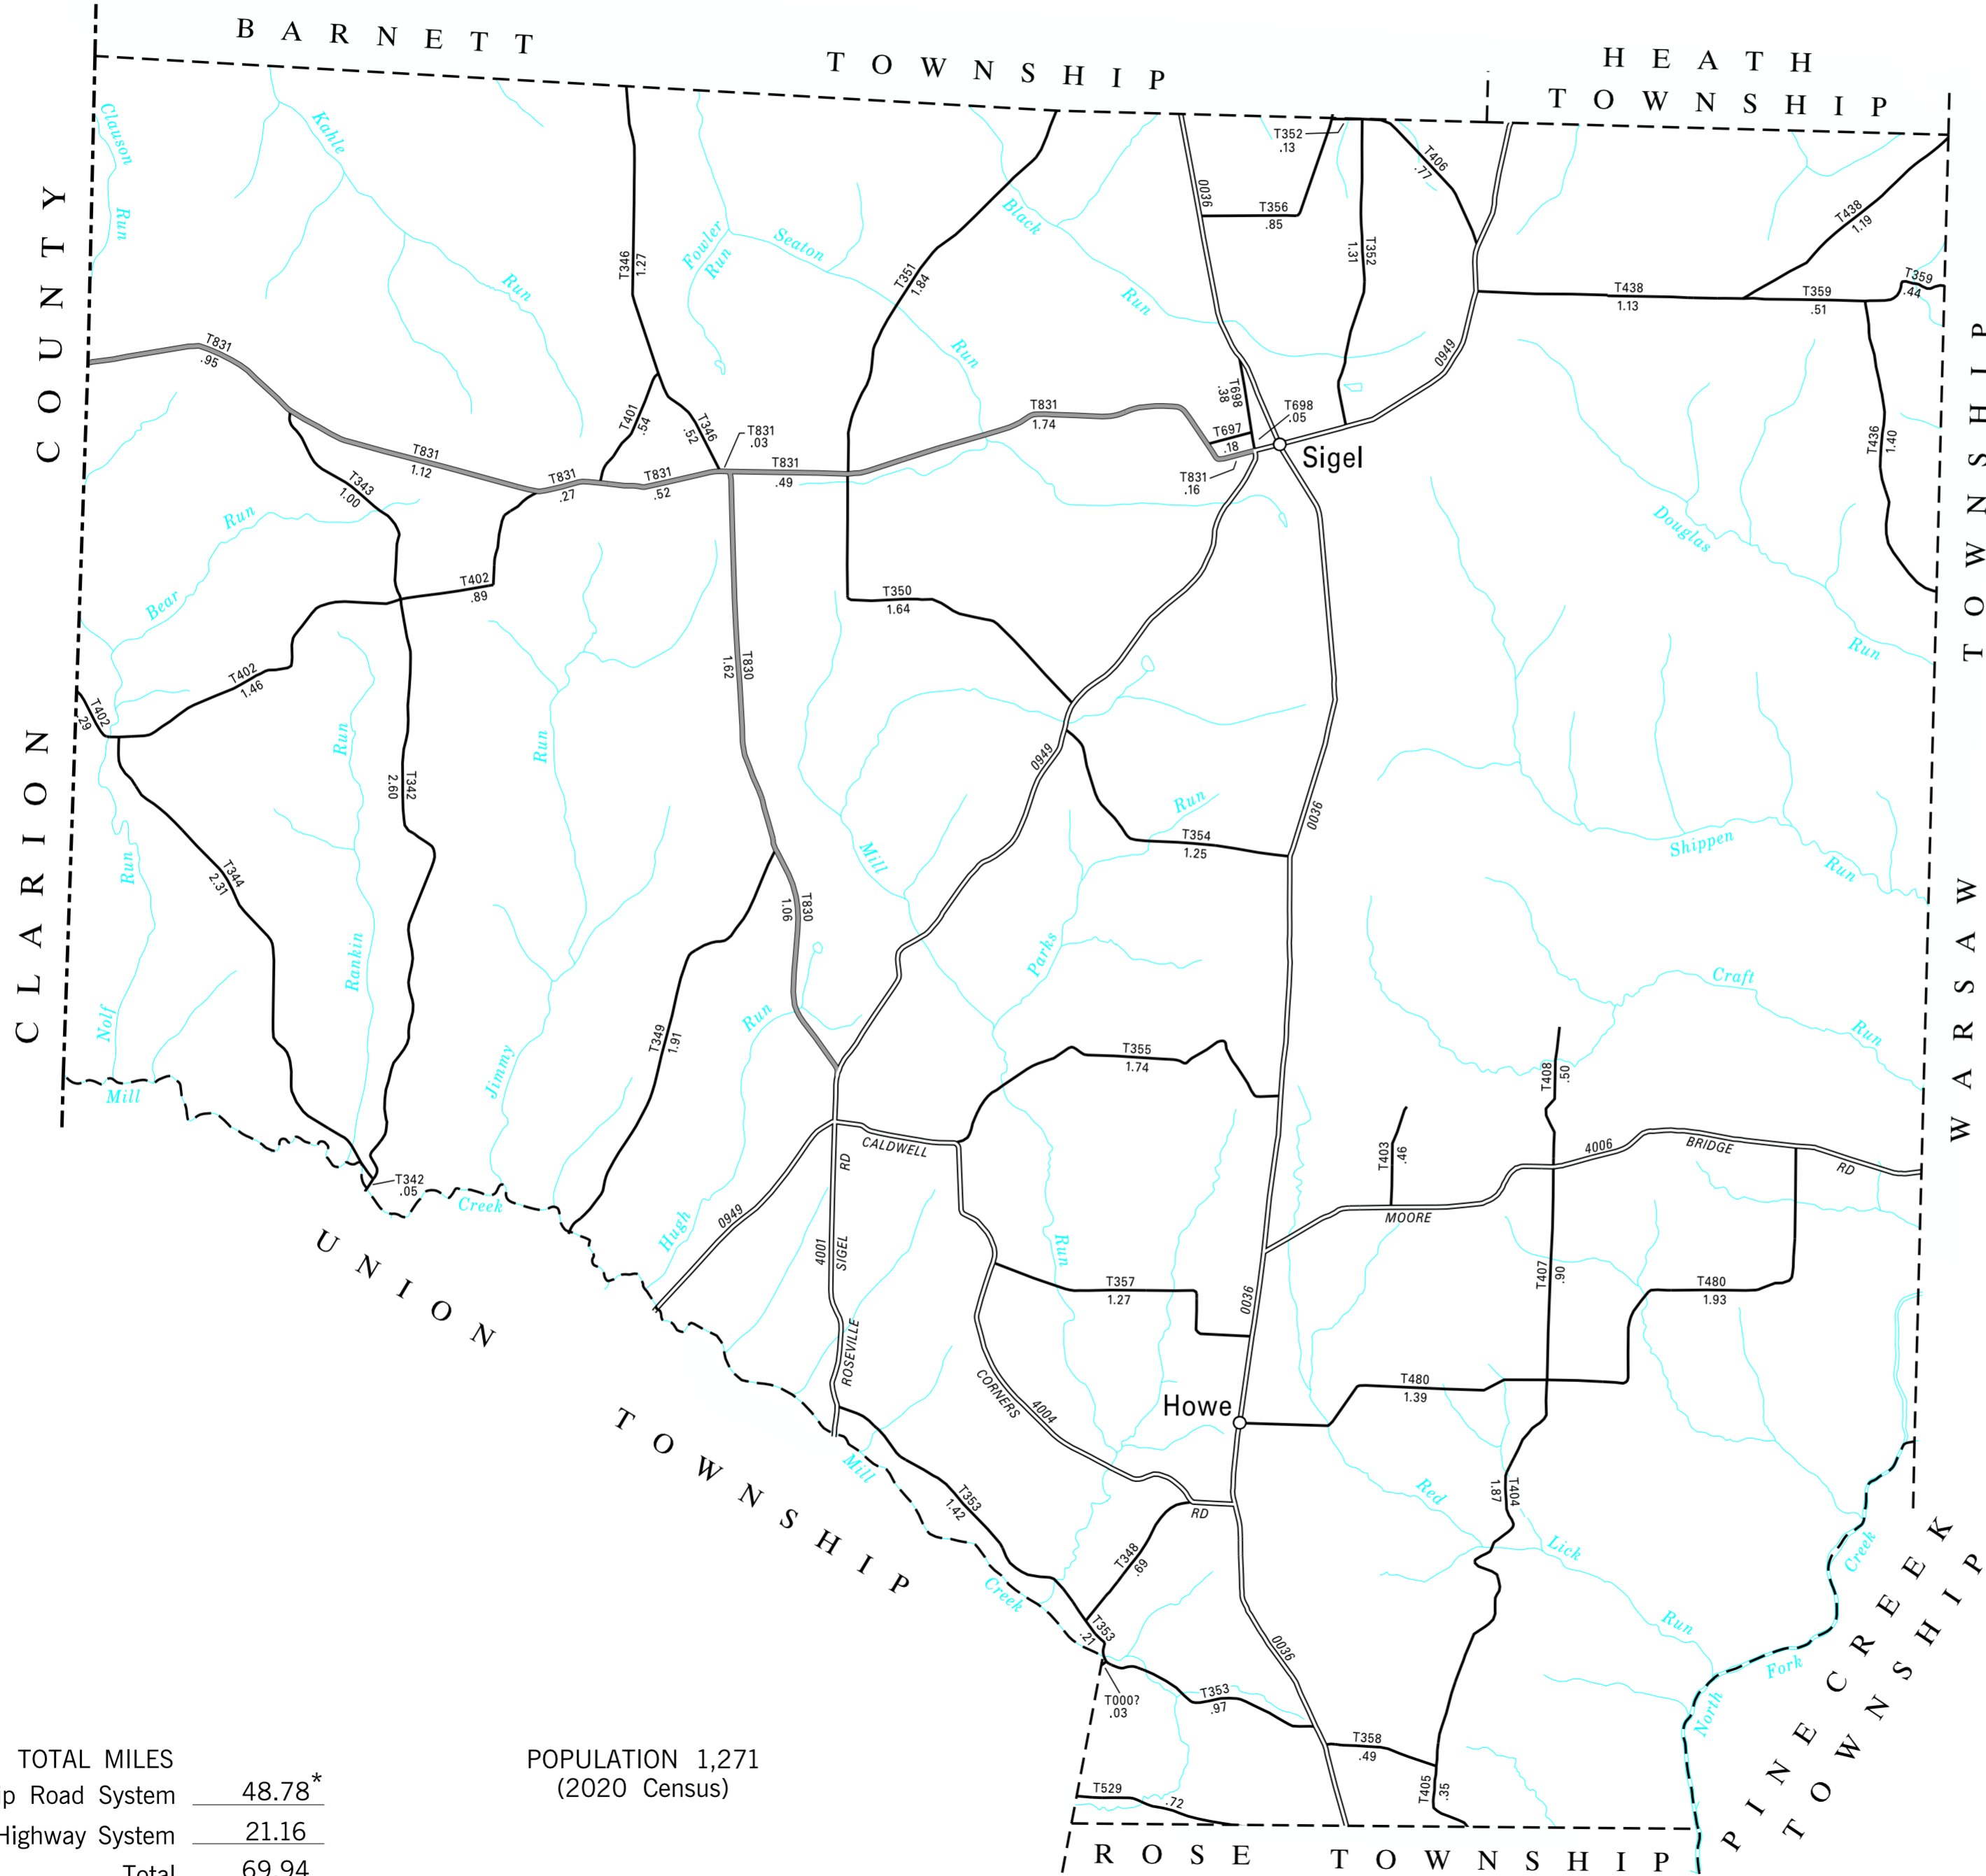 BARNETT TOWNSHIP
HEATH
TOWNSHIP
CLARION COUNTY
WARSAW TOWNSHIP
UNION TOWNSHIP
PINE CREEK
TOWNSHIP
ROSE TOWNSHIP
Clauson Run
Kahle Run
Fowler
Run
Seaton Run
Black Run
T352
.13
T406
.77
0036
T356
.85
T352
1.31
T438
1.19
T346
1.27
T351
1.84
T438
1.13
T359
.51
T359
.44
0949
T831
.95
T698
.38
T698
.05
T436
1.40
T401
.54
T346
.52
T831
.03
T831
1.74
T697
.18
Sigel
T831
1.12
T831
.27
T831
.52
T831
.49
T831
.16
T343
1.00
Bear Run
Douglas Run
T402
.89
T350
1.64
T402
1.46
T402
.29
T830
1.62
Run
Run
T342
2.60
0949
0036
Run
T354
1.25
Mill
Shippen Run
T344
2.31
Run
T830
1.06
Parks
Rankin
Craft Run
Nolf
Jimmy
T349
1.91
Run
T355
1.74
T408
.50
Mill
CALDWELL
T403
.46
4006
BRIDGE
RD
RD
T342
.05
Creek
Hugh
0949
4001
SIGEL
MOORE
Run
T357
1.27
0036
T407
.90
T480
1.93
ROSEVILLE
CORNERS
4004
Howe
T480
1.39
Mill
T353
1.42
RD
T404
1.87
Red Lick Run
T348
.69
Creek
Creek
T353
.21
0036
Fork
North
T000?
.03
T353
.97
T358
.49
T405
.35
T529
.72
TOTAL MILES
Road System 48.78*
Highway System 21.16
Total 69.94
POPULATION 1,271
(2020 Census)